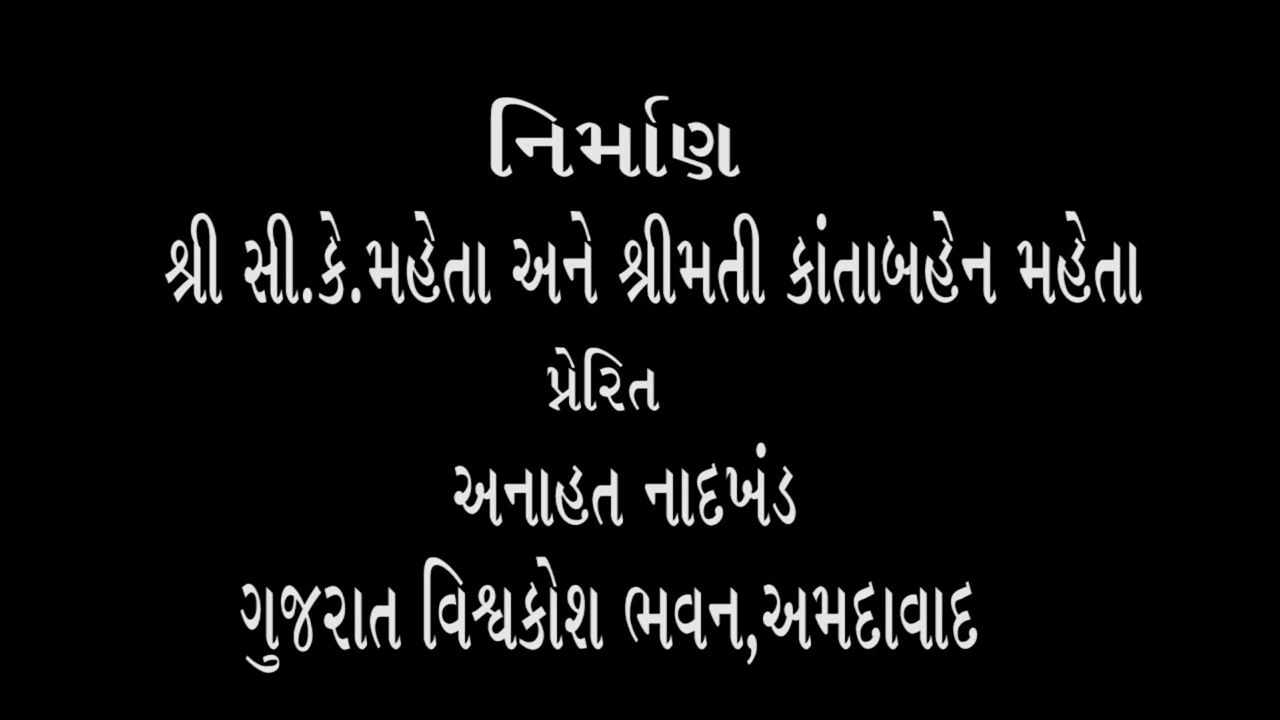 નિર્માણ
શ્રી સી.કે.મહેતા અને શ્રીમતી કાંતાબહેન મહેતા
પ્રેરિત
અનાહત નાદખંડ
ગુજરાત વિશ્વકોશ ભવન,અમદાવાદ